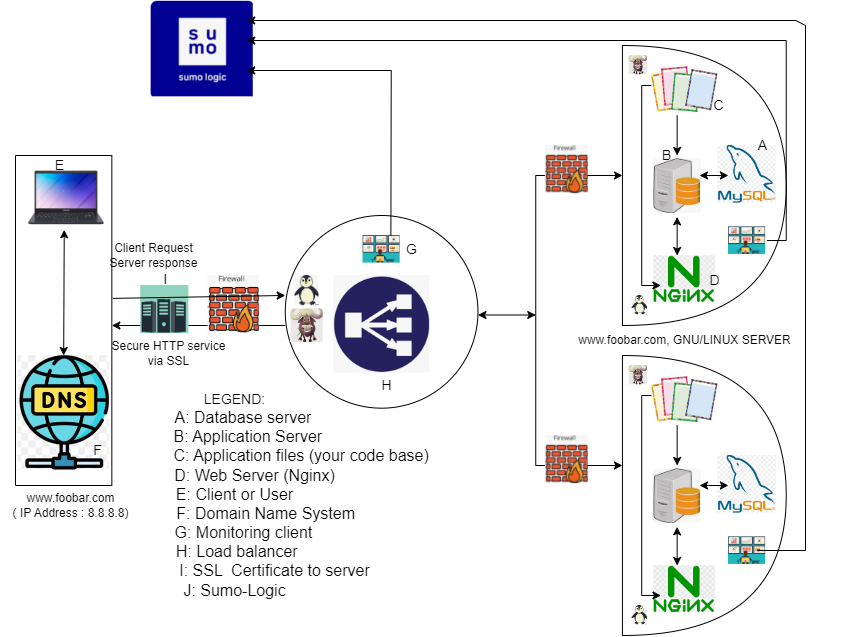 su
mo
sumo logic
E
Client Request
Server response
I
Firewall
Secure HTTP service
via SSL
DNS
F
www.foobar.com
( IP Address : 8.8.8.8)
G
H
LEGEND:
A: Database server
B: Application Server
C: Application files (your code base)
D: Web Server (Nginx)
E: Client or User
F: Domain Name System
G: Monitoring client
H: Load balancer
I: SSL  Certificate to server
J: Sumo-Logic
Firewall
C
B
A
MySQL
D
NGINX
www.foobar.com, GNU/LINUX SERVER
Firewall
MySQL
NGINX